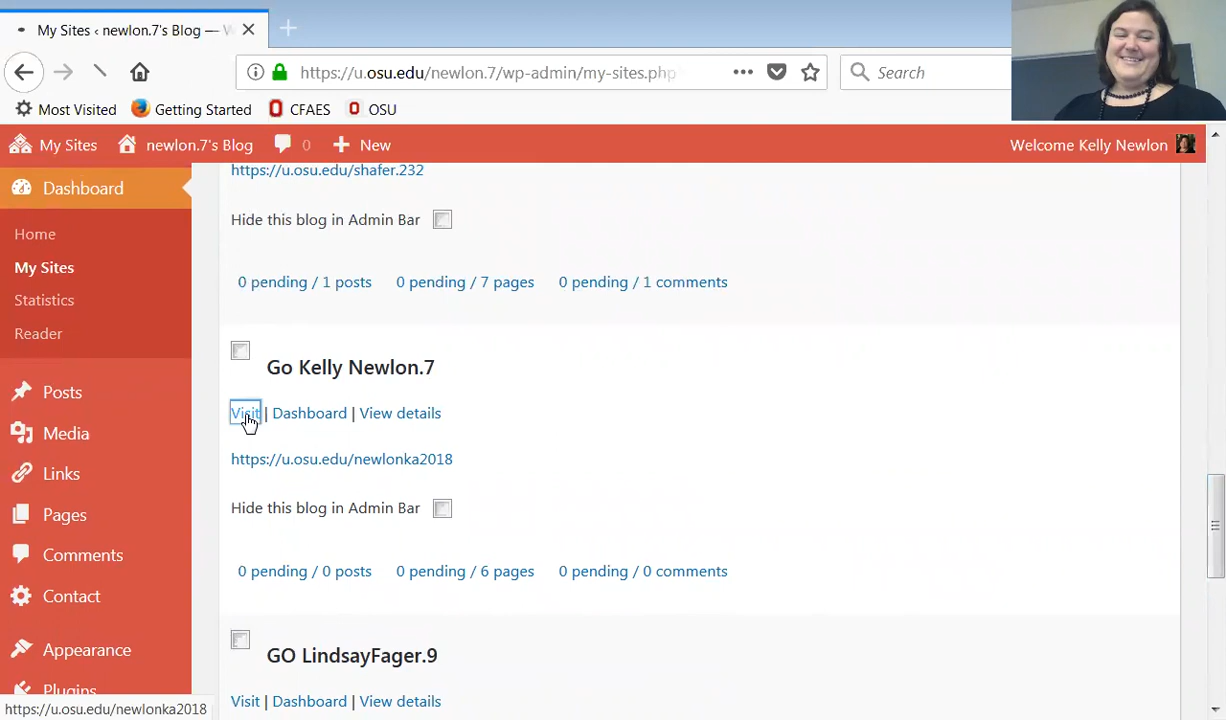 My Sites ‹ newlon.7's Blog — W
https://u.osu.edu/newlon.7/wp-admin/my-sites.php
Search
Most Visited
Getting Started
CFAES
OSU
My Sites
newlon.7's Blog
0
New
Welcome Kelly Newlon
Dashboard
Home
My Sites
Statistics
Reader
Posts
Media
Links
Pages
Comments
Contact
Appearance
Plugins
https://u.osu.edu/shafer.232
Hide this blog in Admin Bar
0 pending / 1 posts 0 pending / 7 pages 0 pending / 1 comments
Go Kelly Newlon.7
Visit | Dashboard | View details
https://u.osu.edu/newlonka2018
Hide this blog in Admin Bar
0 pending / 0 posts 0 pending / 6 pages 0 pending / 0 comments
GO LindsayFager.9
Visit | Dashboard | View details
https://u.osu.edu/newlonka2018